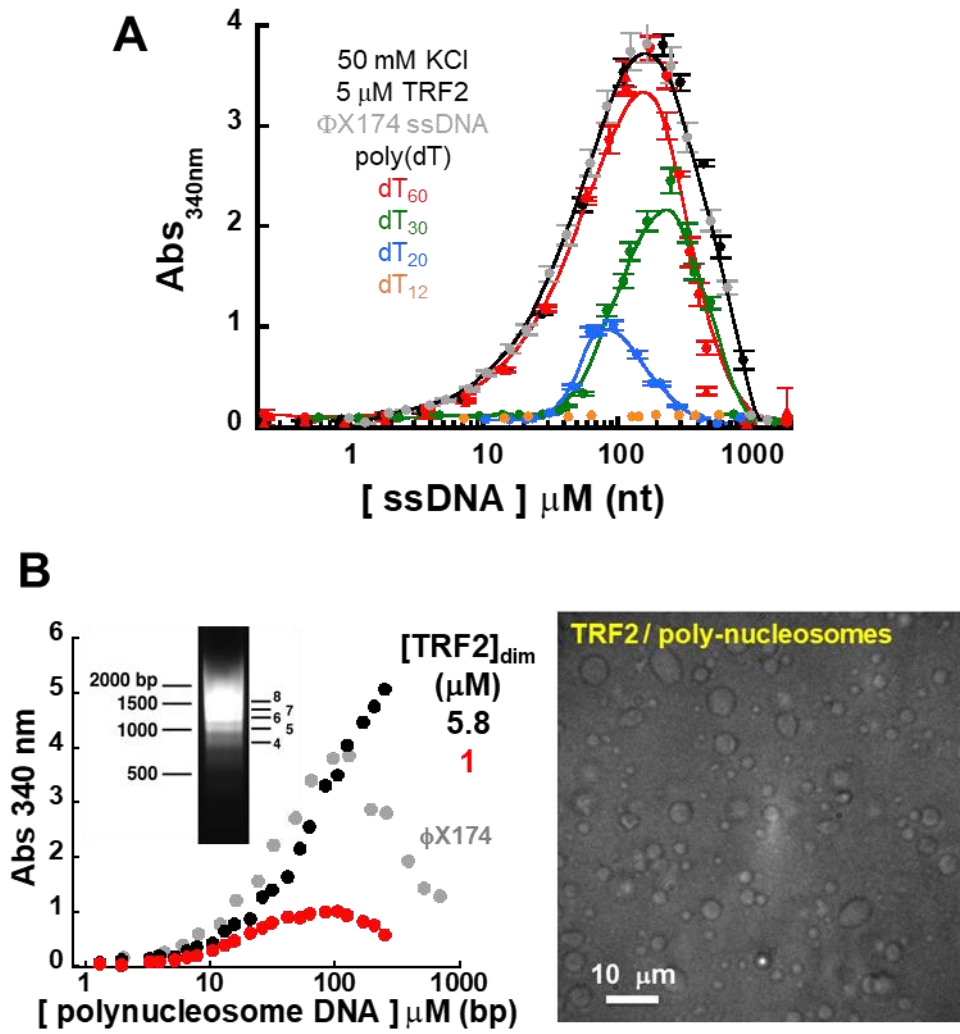 A
50 mM KCl
5 μM TRF2
ΦX174 ssDNA
poly(dT)
dT60
dT30
dT20
dT12
Abs340nm
4
3
2
1
0
1
10
100
1000
[ ssDNA ] μM (nt)
B
Abs 340 nm
6
5
4
3
2
1
0
2000 bp
1500
1000
500
8
7
6
5
4
[TRF2]dim
(μM)
5.8
1
ϕX174
1
10
100
1000
[ polynucleosome DNA ] μM (bp)
TRF2 / poly-nucleosomes
10 μm